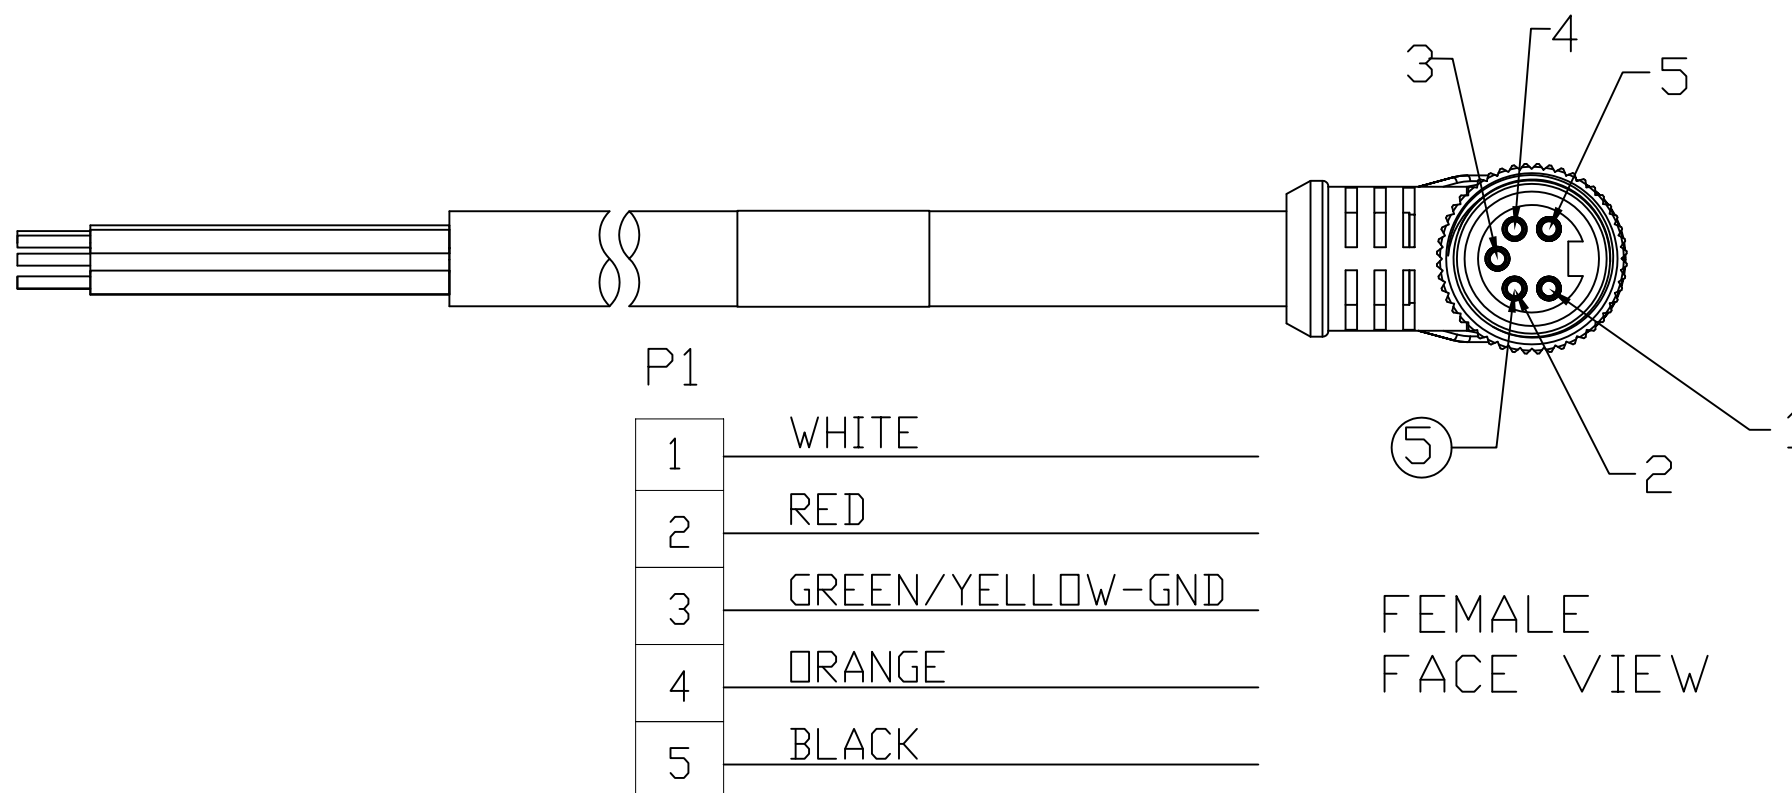 4
3
5
P1
1 WHITE
2 RED
3 GREEN/YELLOW-GND
4 ORANGE
5 BLACK
1
5
2
FEMALE
FACE VIEW